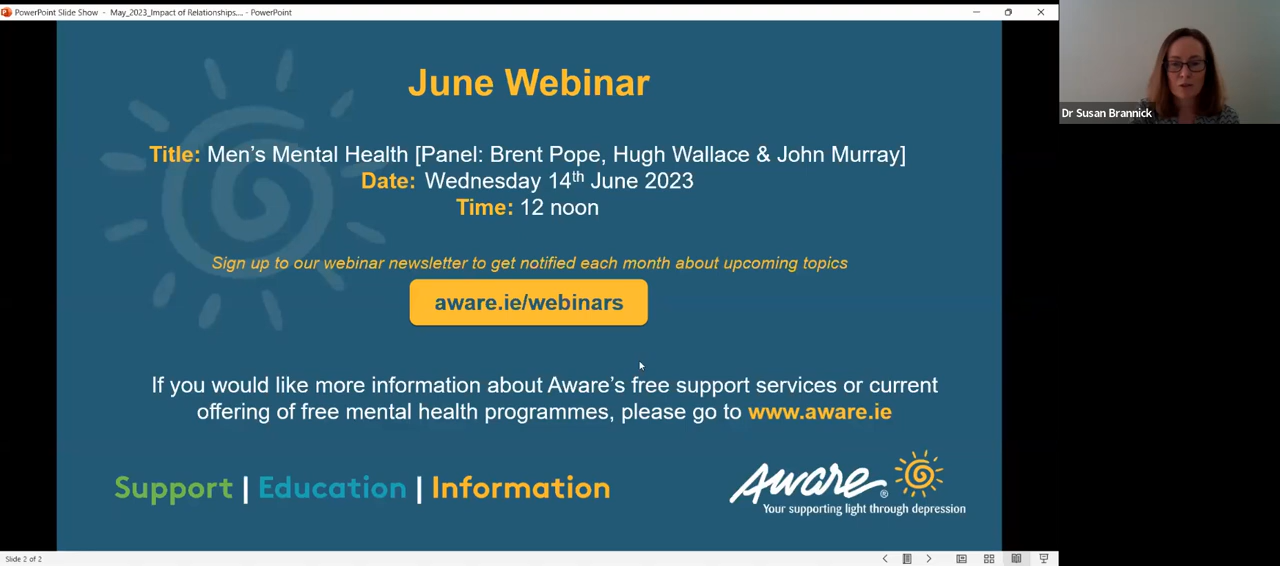 PowerPoint Slide Show - May_2023_Impact of Relationships.... - PowerPoint
June Webinar
Title: Men's Mental Health [Panel: Brent Pope, Hugh Wallace & John Murray]
Date: Wednesday 14th June 2023
Time: 12 noon
Sign up to our webinar newsletter to get notified each month about upcoming topics
aware.ie/webinars
If you would like more information about Aware's free support services or current
offering of free mental health programmes, please go to www.aware.ie
Support | Education | Information
Aware®
Your supporting light through depression
Slide 2 of 2
Dr Susan Brannick